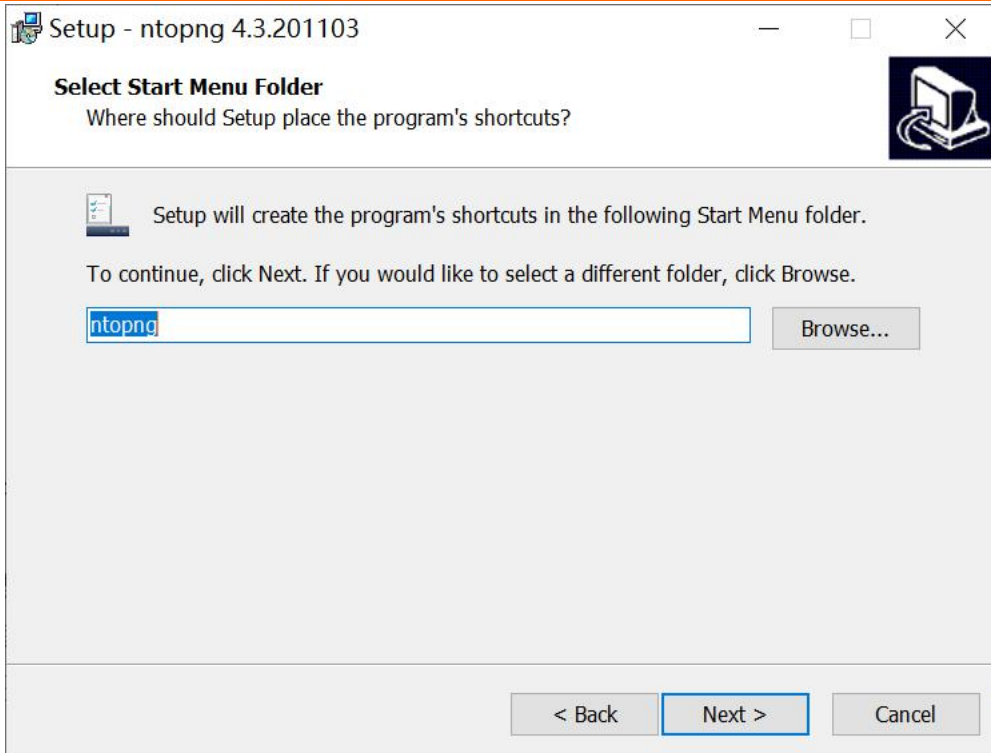 Setup - ntopng 4.3.201103
Select Start Menu Folder
Where should Setup place the program's shortcuts?
Setup will create the program's shortcuts in the following Start Menu folder.
To continue, click Next. If you would like to select a different folder, click Browse.
ntopng
Browse...
< Back
Next >
Cancel